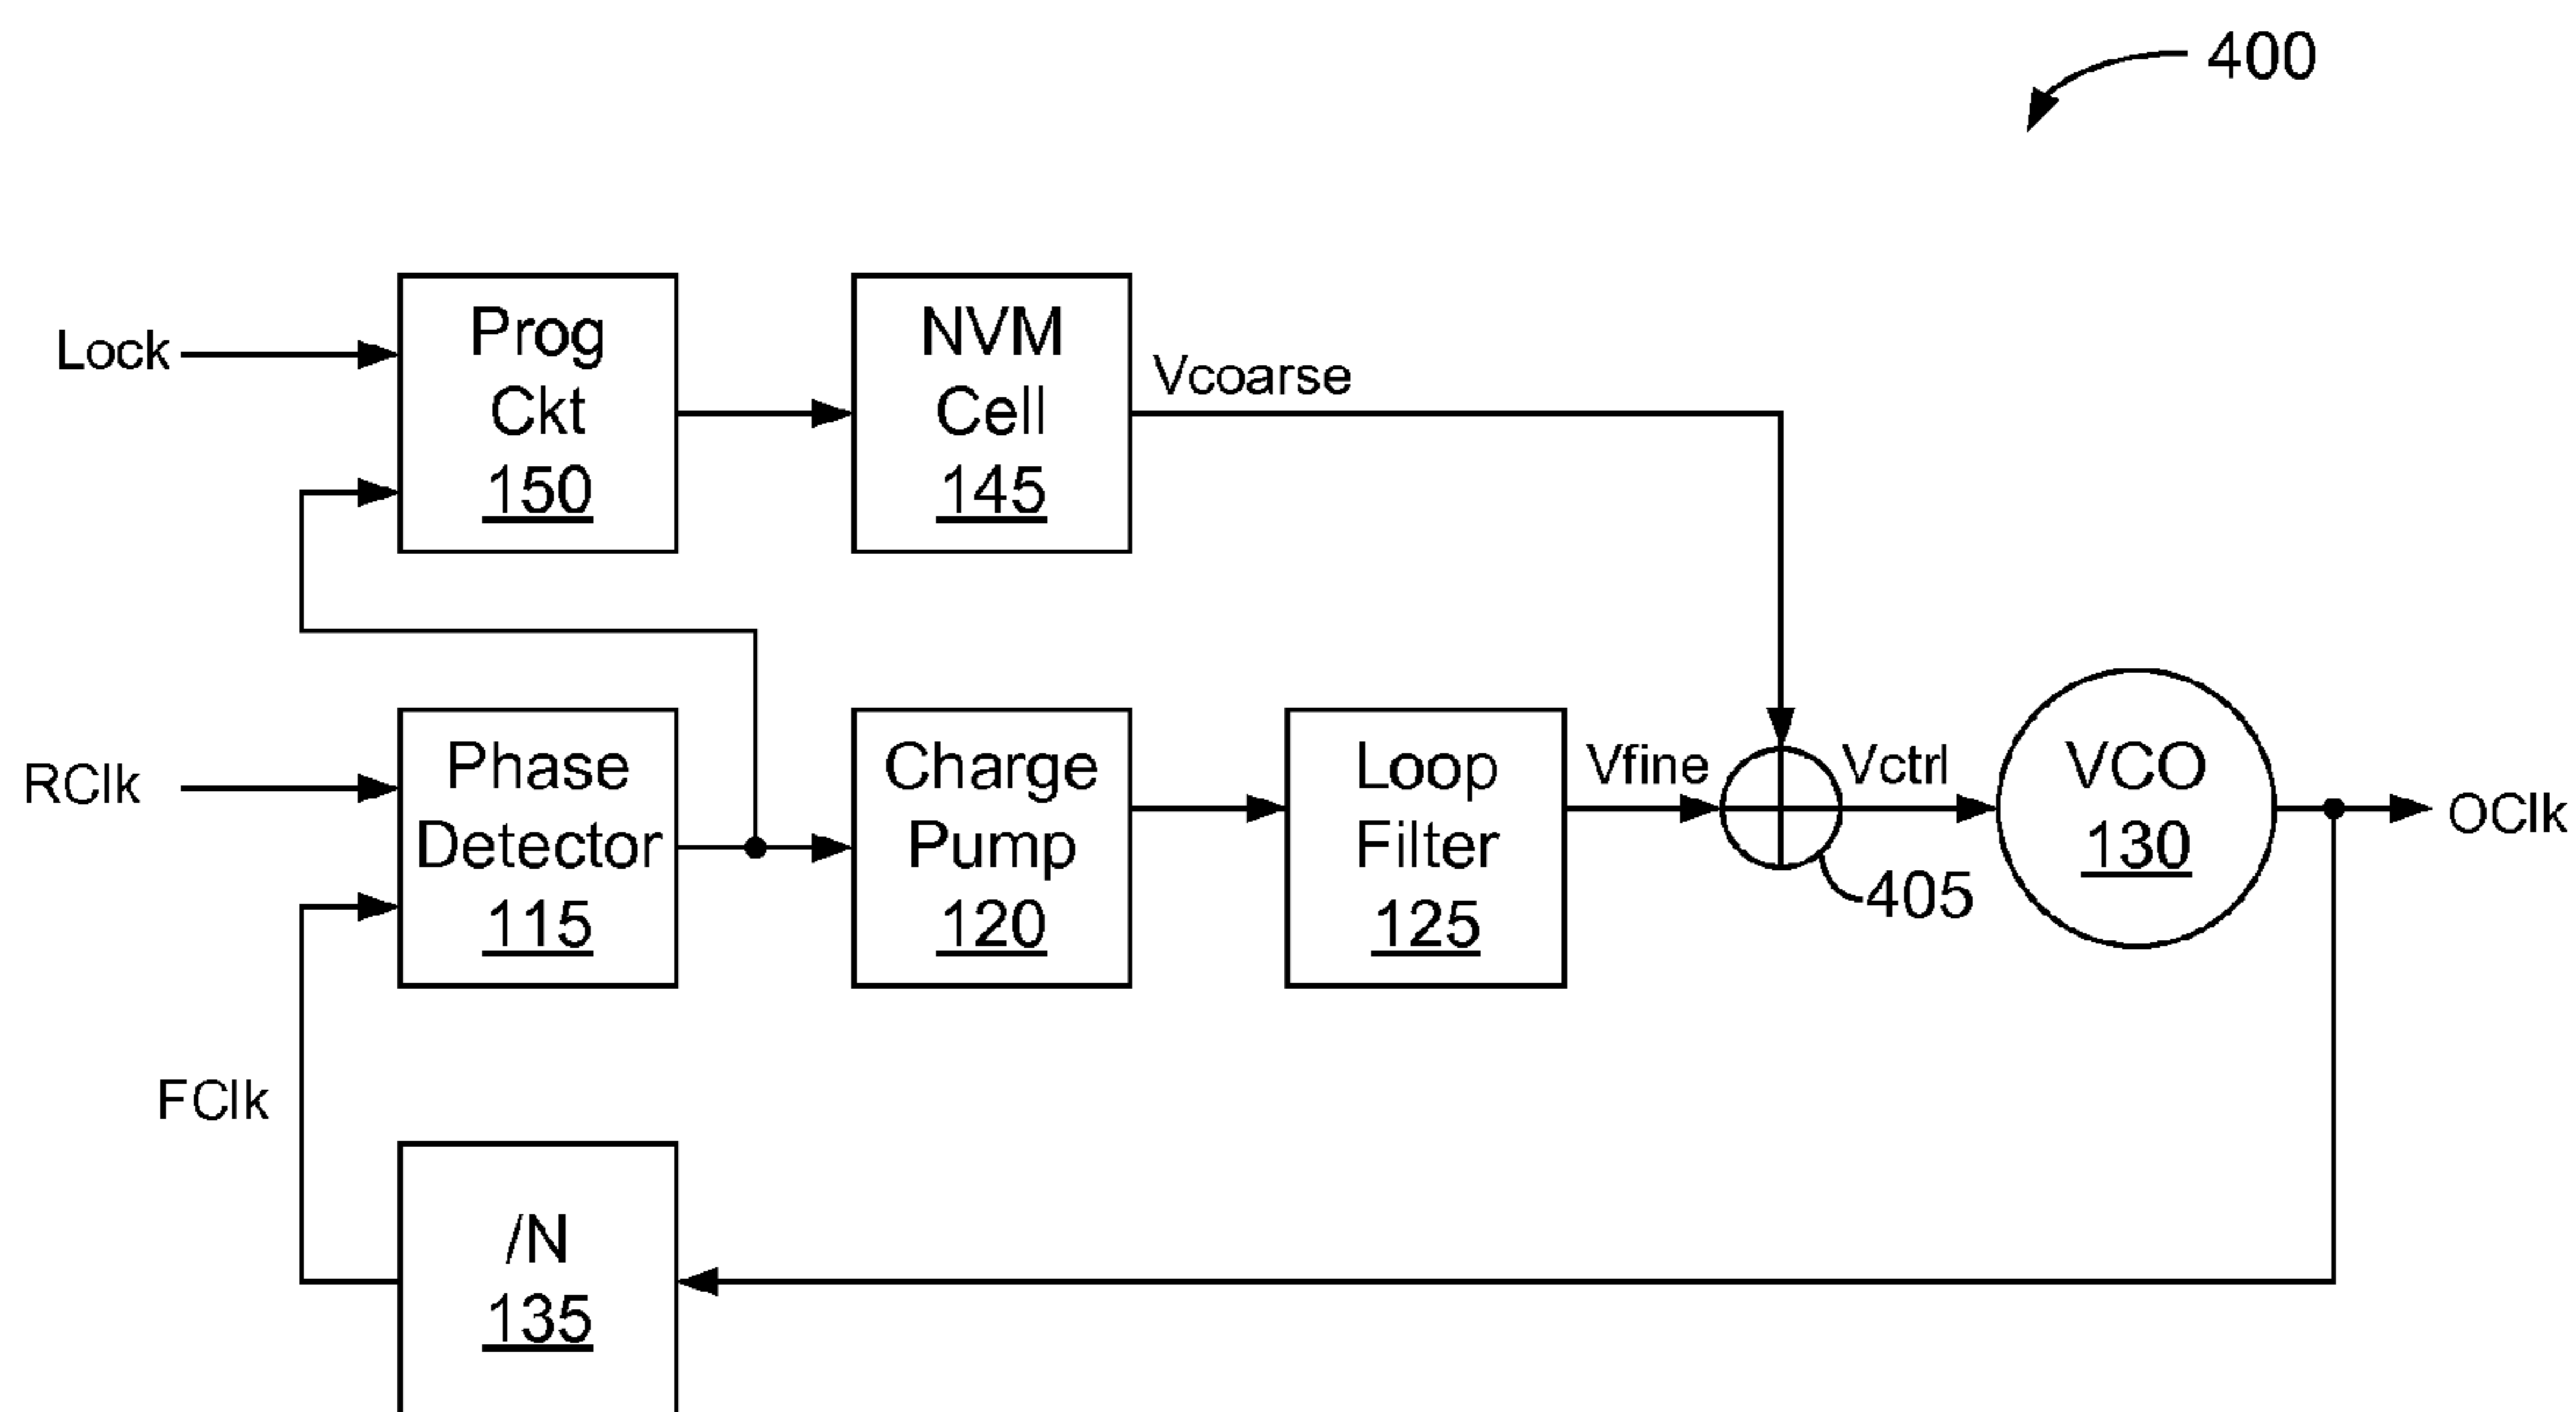 400
Lock
Prog
Ckt
150
NVM
Cell
145
Vcoarse
RClk
Phase
Detector
115
Charge
Pump
120
Loop
Filter
125
Vfine
Vctrl
405
VCO
130
OClk
FClk
/N
135